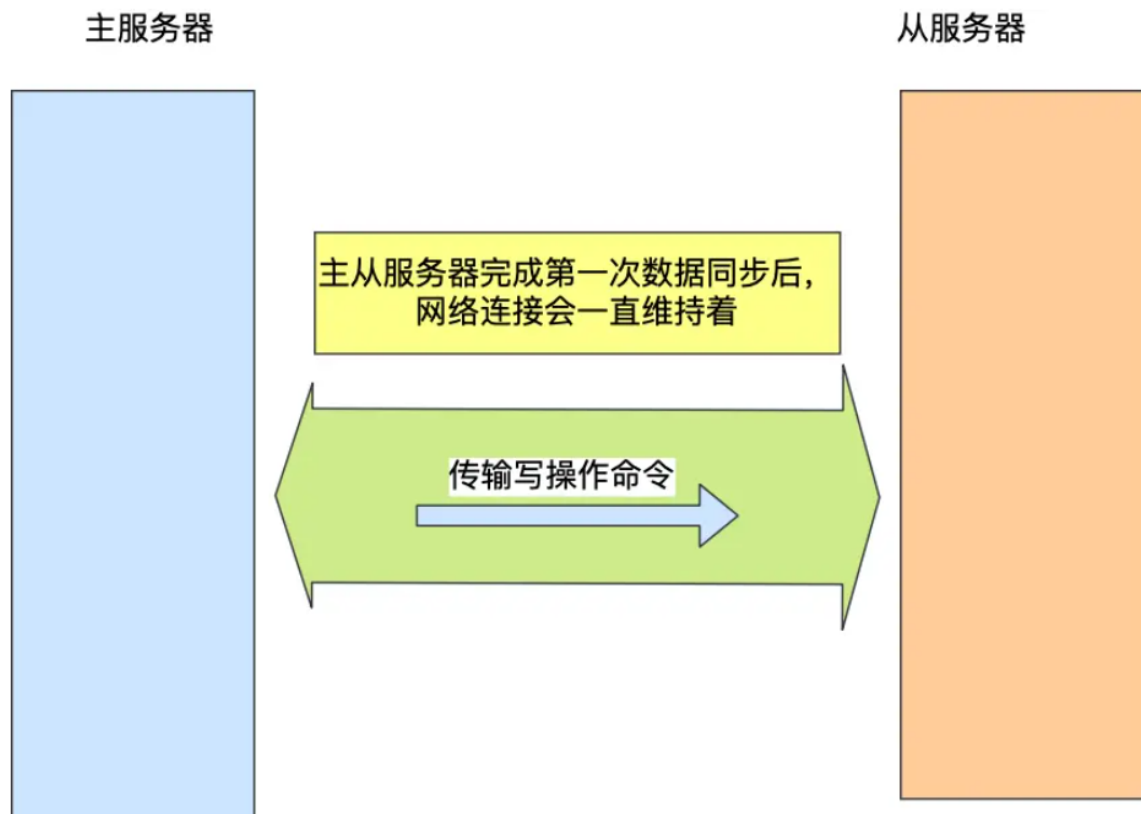 主服务器
从服务器
主从服务器完成第一次数据同步后，
网络连接会一直维持着
传输写操作命令